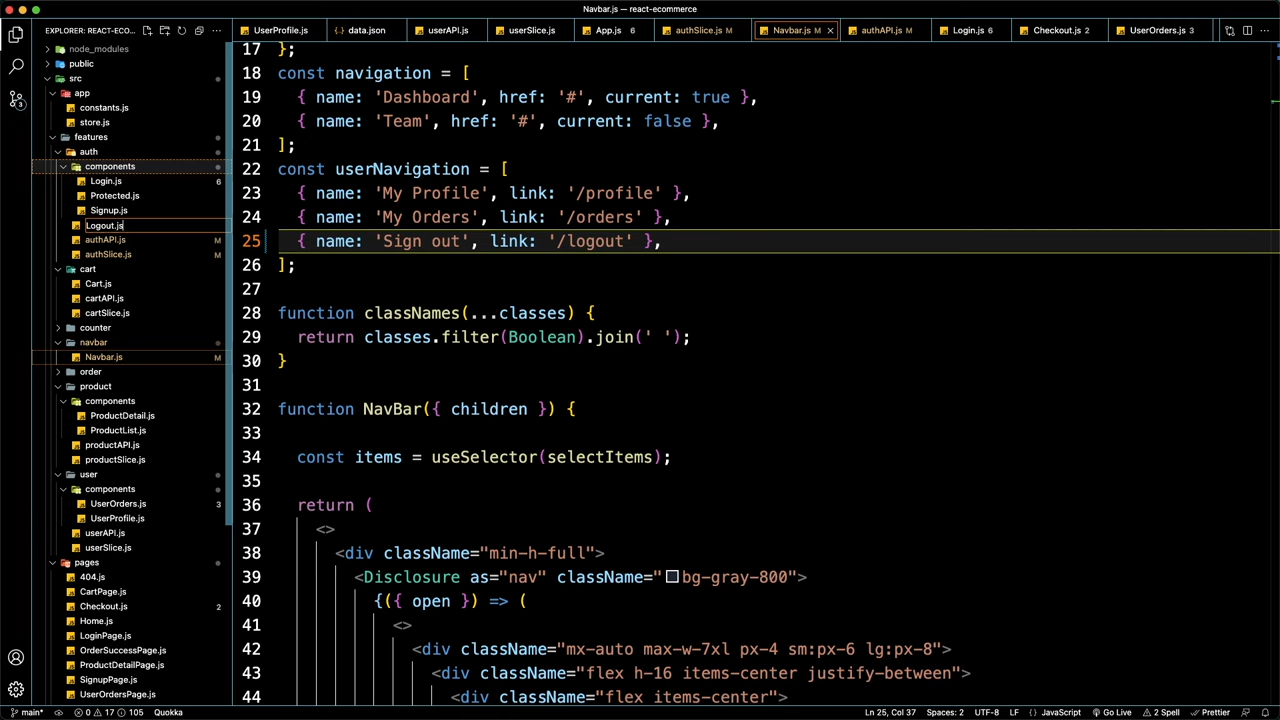 Navbar.js — react-ecommerce
EXPLORER: REACT-ECO...
UserProfile.js
data.json
userAPI.js
userSlice.js
App.js 6
authSlice.js M
Navbar.js M
authAPI.js M
Login.js 6
Checkout.js 2
UserOrders.js 3
node_modules
public
src
app
constants.js
store.js
features
auth
components
Login.js 6
Protected.js
Signup.js
Logout.js
authAPI.js M
authSlice.js M
cart
Cart.js
cartAPI.js
cartSlice.js
counter
navbar
Navbar.js M
order
product
components
ProductDetail.js
ProductList.js
productAPI.js
productSlice.js
user
components
UserOrders.js 3
UserProfile.js
userAPI.js
userSlice.js
pages
404.js
CartPage.js
Checkout.js 2
Home.js
LoginPage.js
OrderSuccessPage.js
ProductDetailPage.js
SignupPage.js
UserOrdersPage.js
3
17 };
18 const navigation = [
19 { name: 'Dashboard', href: '#', current: true },
20 { name: 'Team', href: '#', current: false },
21 ];
22 const userNavigation = [
23 { name: 'My Profile', link: '/profile' },
24 { name: 'My Orders', link: '/orders' },
25 { name: 'Sign out', link: '/logout' },
26 ];
27
28 function classNames(...classes) {
29 return classes.filter(Boolean).join(' ');
30 }
31
32 function NavBar({ children }) {
33
34 const items = useSelector(selectItems);
35
36 return (
37 <>
38 <div className="min-h-full">
39 <Disclosure as="nav" className="bg-gray-800">
40 {({ open }) => (
41 <>
42 <div className="mx-auto max-w-7xl px-4 sm:px-6 lg:px-8">
43 <div className="flex h-16 items-center justify-between">
44 <div className="flex items-center">
main* 0 17 105 Quokka
Ln 25, Col 37 Spaces: 2 UTF-8 LF { } JavaScript Go Live 2 Spell Prettier